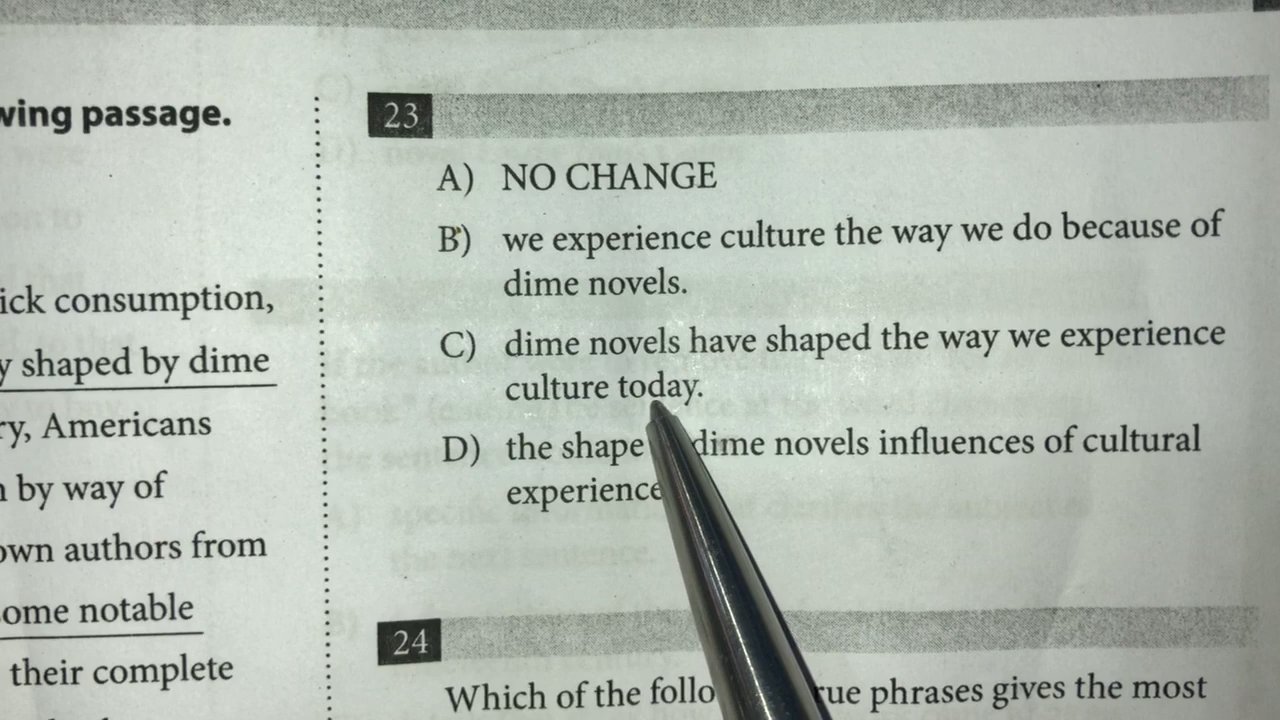 wing passage.
ick consumption,
y shaped by dime
ry, Americans
by way of
own authors from
ome notable
their complete
23
A) NO CHANGE
B) we experience culture the way we do because of
dime novels.
C) dime novels have shaped the way we experience
culture today.
D) the shape dime novels influences of cultural
experience
24
Which of the follo rue phrases gives the most